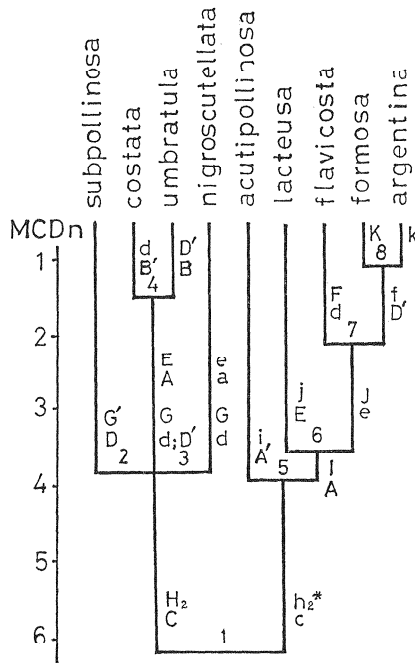 subpollinosa
costata
umbratula
nigroscutellata
acutipollinosa
lacteusa
flavicosta
formosa
argentina
MCDn
1
2
3
4
5
6
d D' K k
B' B 8
4 F f
d D'
7
E e
A a
j J
G' G G E e
D d; D' d i 6
2 3 A' 5 I
A
H₂ h₂*
C c
1